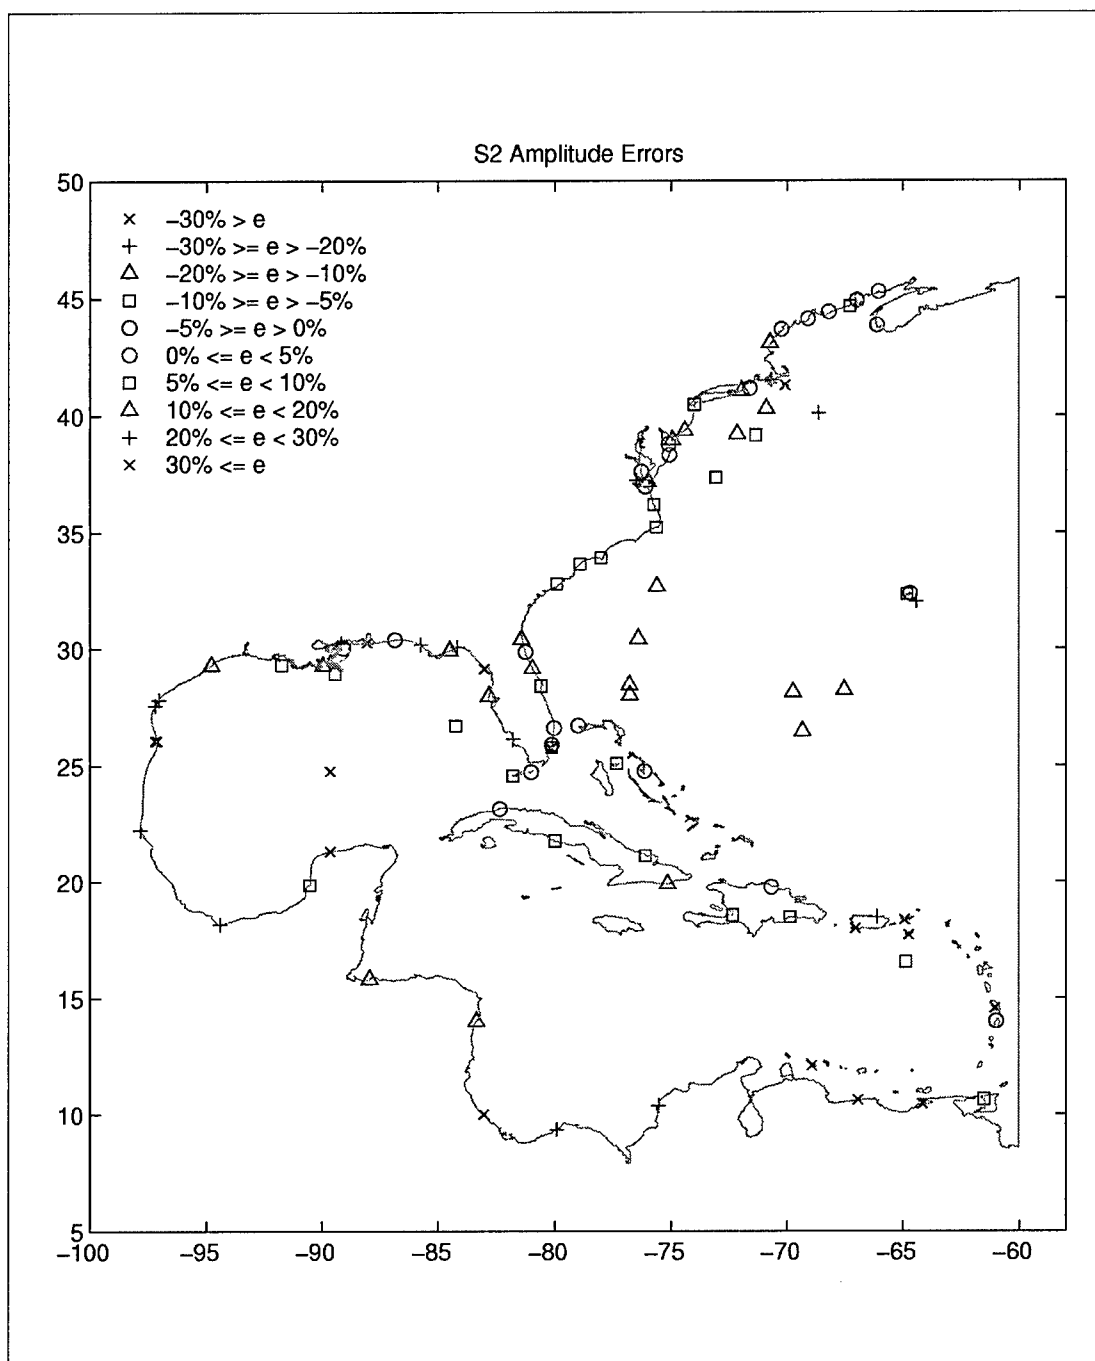 S2 Amplitude Errors
50
45
40
35
30
25
20
15
10
5
× −30% > e
+ −30% >= e > −20%
△ −20% >= e > −10%
□ −10% >= e > −5%
○ −5% >= e > 0%
○ 0% <= e < 5%
□ 5% <= e < 10%
△ 10% <= e < 20%
+ 20% <= e < 30%
× 30% <= e
−100 −95 −90 −85 −80 −75 −70 −65 −60